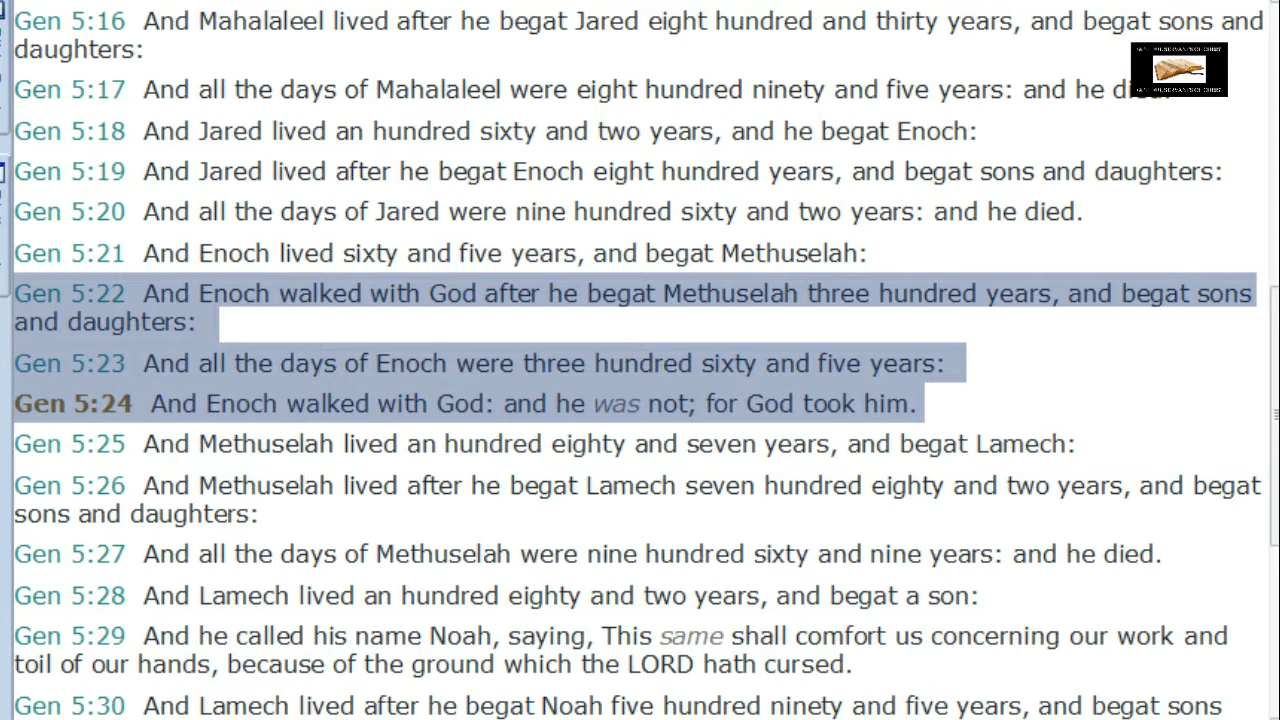 Gen 5:16 And Mahalaleel lived after he begat Jared eight hundred and thirty years, and begat sons and
daughters:
Gen 5:17 And all the days of Mahalaleel were eight hundred ninety and five years: and he died.
Gen 5:18 And Jared lived an hundred sixty and two years, and he begat Enoch:
Gen 5:19 And Jared lived after he begat Enoch eight hundred years, and begat sons and daughters:
Gen 5:20 And all the days of Jared were nine hundred sixty and two years: and he died.
Gen 5:21 And Enoch lived sixty and five years, and begat Methuselah:
Gen 5:22 And Enoch walked with God after he begat Methuselah three hundred years, and begat sons
and daughters:
Gen 5:23 And all the days of Enoch were three hundred sixty and five years:
Gen 5:24 And Enoch walked with God: and he was not; for God took him.
Gen 5:25 And Methuselah lived an hundred eighty and seven years, and begat Lamech:
Gen 5:26 And Methuselah lived after he begat Lamech seven hundred eighty and two years, and begat
sons and daughters:
Gen 5:27 And all the days of Methuselah were nine hundred sixty and nine years: and he died.
Gen 5:28 And Lamech lived an hundred eighty and two years, and begat a son:
Gen 5:29 And he called his name Noah, saying, This same shall comfort us concerning our work and
toil of our hands, because of the ground which the LORD hath cursed.
Gen 5:30 And Lamech lived after he begat Noah five hundred ninety and five years, and begat sons